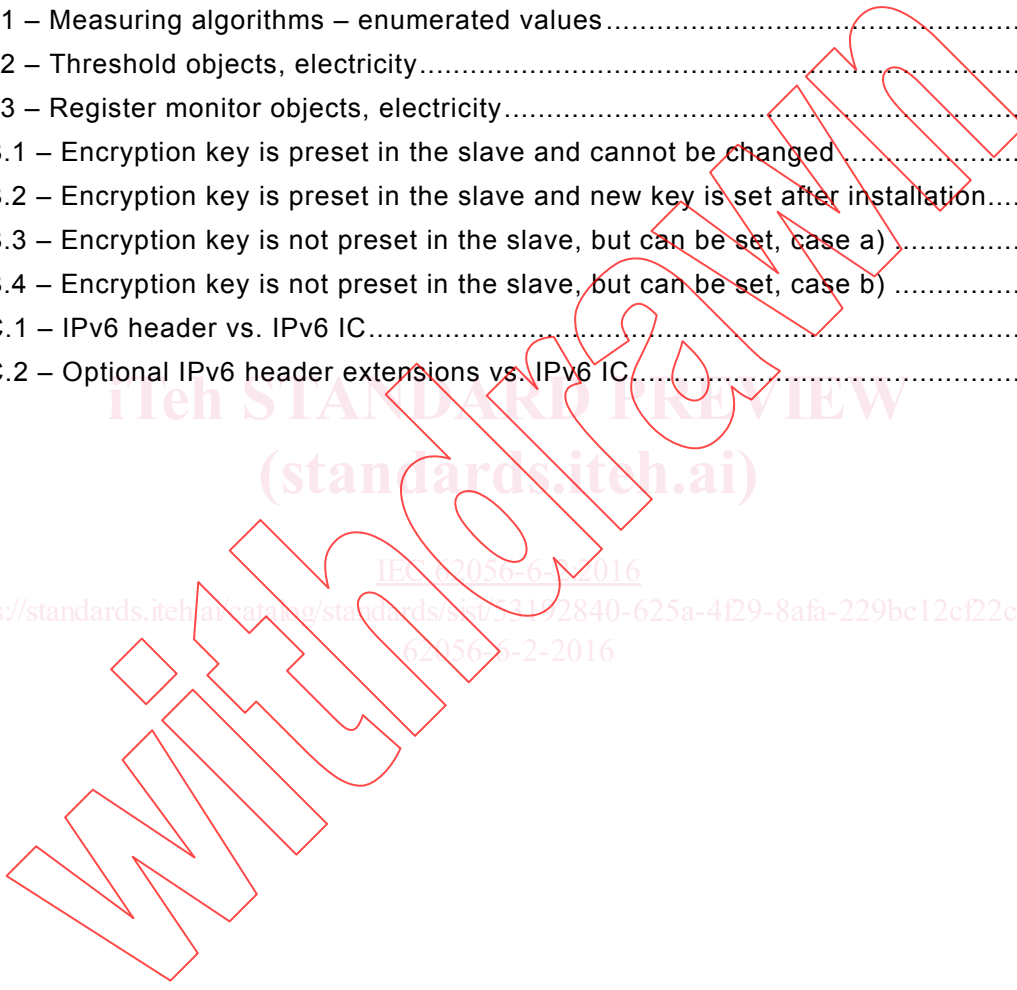 1 – Measuring algorithms – enumerated values
2 – Threshold objects, electricity
3 – Register monitor objects, electricity
.1 – Encryption key is preset in the slave and cannot be changed
.2 – Encryption key is preset in the slave and new key is set after installation
.3 – Encryption key is not preset in the slave, but can be set, case a)
.4 – Encryption key is not preset in the slave, but can be set, case b)
.1 – IPv6 header vs. IPv6 IC
.2 – Optional IPv6 header extensions vs. IPv6 IC
iTeh STANDARD PREVIEW
(standards.iteh.ai)
IEC 62056-6-2:2016
s://standards.iteh.ai/catalog/standards/sist/53192840-625a-4f29-8afa-229bc12cf22c
62056-6-2-2016
withdrawn